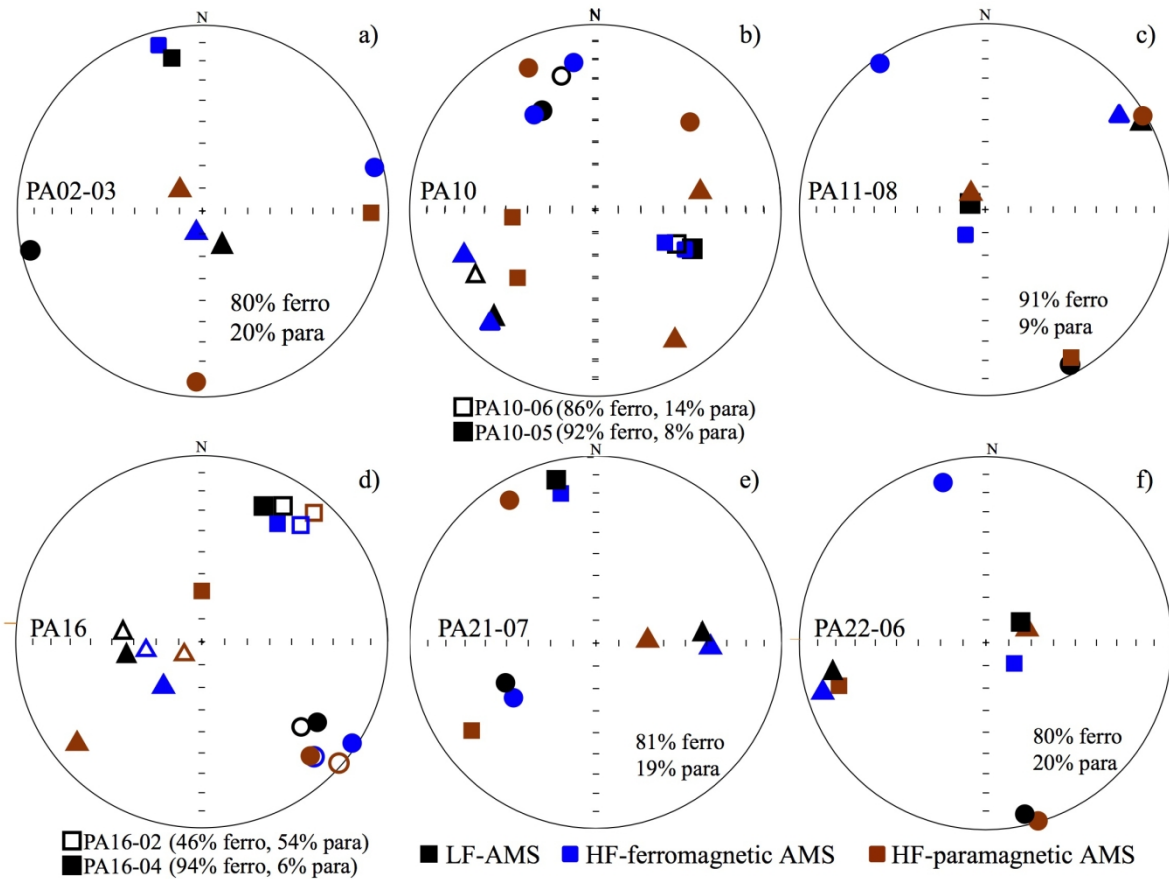 N
a)
PA02-03
80% ferro
20% para
N
b)
PA10
PA10-06 (86% ferro, 14% para)
PA10-05 (92% ferro, 8% para)
N
c)
PA11-08
91% ferro
9% para
N
d)
PA16
PA16-02 (46% ferro, 54% para)
PA16-04 (94% ferro, 6% para)
N
e)
PA21-07
81% ferro
19% para
N
f)
PA22-06
80% ferro
20% para
LF-AMS HF-ferromagnetic AMS HF-paramagnetic AMS